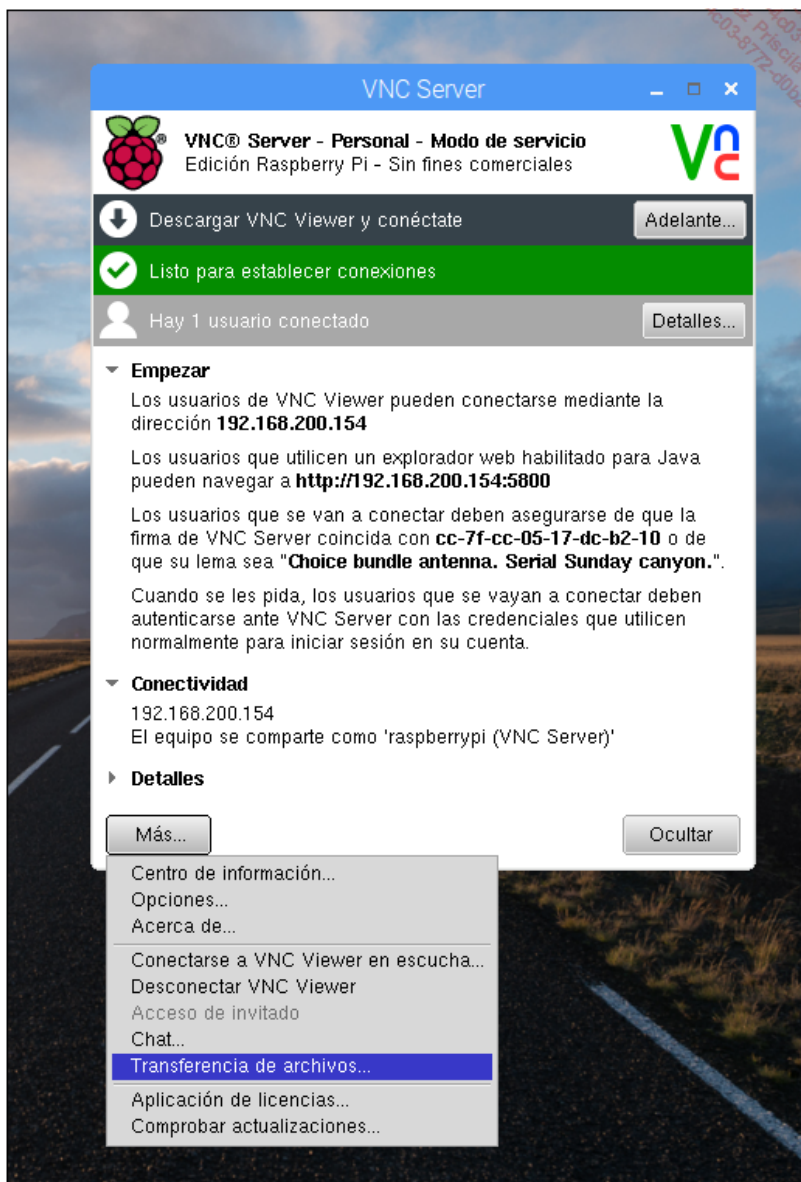 VNC Server
VNC® Server - Personal - Modo de servicio
Edición Raspberry Pi - Sin fines comerciales
Descargar VNC Viewer y conéctate
Adelante...
Listo para establecer conexiones
Hay 1 usuario conectado
Detalles...
Empezar
Los usuarios de VNC Viewer pueden conectarse mediante la
dirección 192.168.200.154
Los usuarios que utilicen un explorador web habilitado para Java
pueden navegar a http://192.168.200.154:5800
Los usuarios que se van a conectar deben asegurarse de que la
firma de VNC Server coincida con cc-7f-cc-05-17-dc-b2-10 o de
que su lema sea "Choice bundle antenna. Serial Sunday canyon.".
Cuando se les pida, los usuarios que se vayan a conectar deben
autenticarse ante VNC Server con las credenciales que utilicen
normalmente para iniciar sesión en su cuenta.
Conectividad
192.168.200.154
El equipo se comparte como 'raspberrypi (VNC Server)'
Detalles
Más...
Ocultar
Centro de información...
Opciones...
Acerca de...
Conectarse a VNC Viewer en escucha...
Desconectar VNC Viewer
Acceso de invitado
Chat...
Transferencia de archivos...
Aplicación de licencias...
Comprobar actualizaciones...